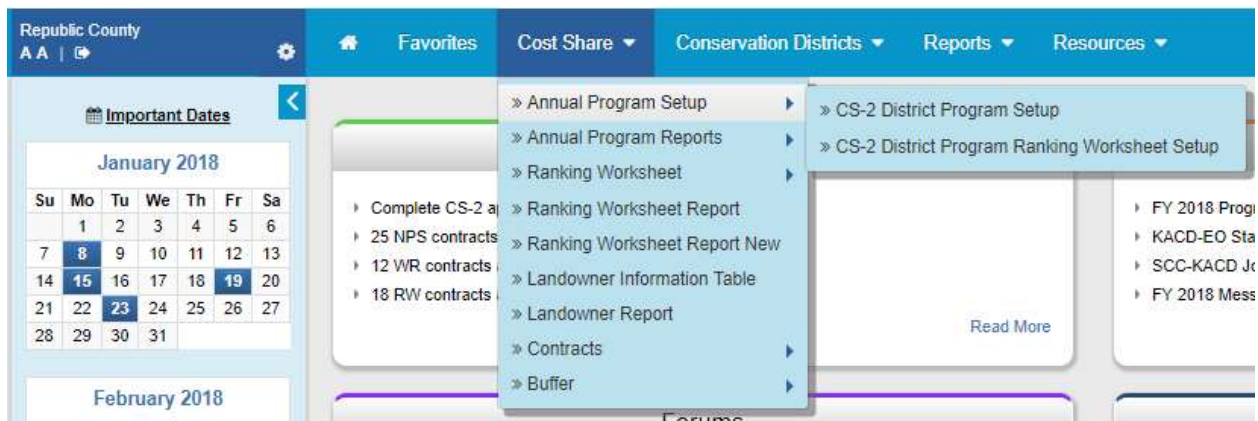 Republic County
A A |
Favorites
Cost Share
Conservation Districts
Reports
Resources
Important Dates
January 2018
Su Mo Tu We Th Fr Sa
1 2 3 4 5 6
7 8 9 10 11 12 13
14 15 16 17 18 19 20
21 22 23 24 25 26 27
28 29 30 31
February 2018
» Annual Program Setup
» Annual Program Reports
» Ranking Worksheet
» Ranking Worksheet Report
» Ranking Worksheet Report New
» Landowner Information Table
» Landowner Report
» Contracts
» Buffer
» CS-2 District Program Setup
» CS-2 District Program Ranking Worksheet Setup
Complete CS-2
25 NPS contracts
12 WR contracts
18 RW contracts
Read More
FY 2018
KACD-EO
SCC-KACD
FY 2018
Forums